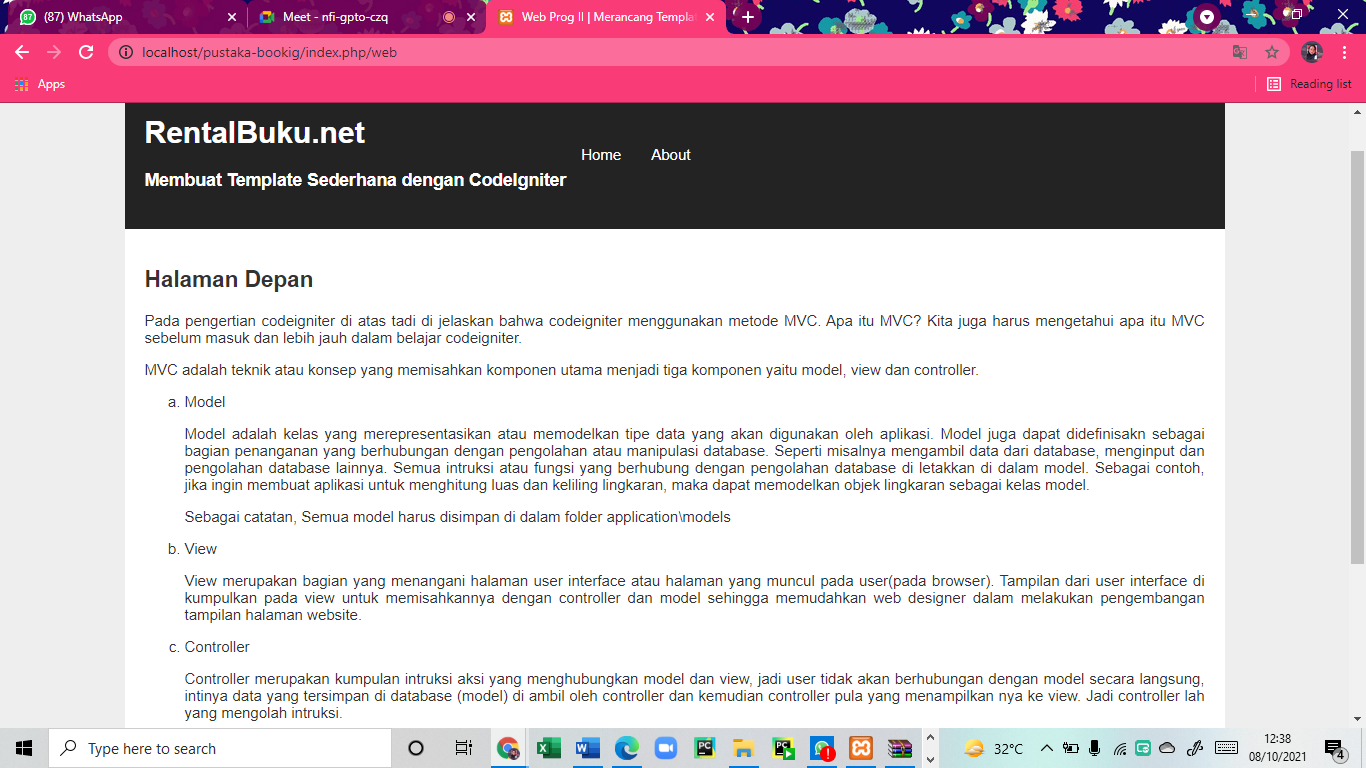 (87) WhatsApp
Meet - nfi-gpto-czq
Web Prog II | Merancang Templa
localhost/pustaka-bookig/index.php/web
Apps
Reading list
RentalBuku.net
Home About
Membuat Template Sederhana dengan CodeIgniter
Halaman Depan
Pada pengertian codeigniter di atas tadi di jelaskan bahwa codeigniter menggunakan metode MVC. Apa itu MVC? Kita juga harus mengetahui apa itu MVC
sebelum masuk dan lebih jauh dalam belajar codeigniter.
MVC adalah teknik atau konsep yang memisahkan komponen utama menjadi tiga komponen yaitu model, view dan controller.
a. Model
Model adalah kelas yang merepresentasikan atau memodelkan tipe data yang akan digunakan oleh aplikasi. Model juga dapat didefinisakn sebagai
bagian penanganan yang berhubungan dengan pengolahan atau manipulasi database. Seperti misalnya mengambil data dari database, menginput dan
pengolahan database lainnya. Semua intruksi atau fungsi yang berhubung dengan pengolahan database di letakkan di dalam model. Sebagai contoh,
jika ingin membuat aplikasi untuk menghitung luas dan keliling lingkaran, maka dapat memodelkan objek lingkaran sebagai kelas model.
Sebagai catatan, Semua model harus disimpan di dalam folder application\models
b. View
View merupakan bagian yang menangani halaman user interface atau halaman yang muncul pada user(pada browser). Tampilan dari user interface di
kumpulkan pada view untuk memisahkannya dengan controller dan model sehingga memudahkan web designer dalam melakukan pengembangan
tampilan halaman website.
c. Controller
Controller merupakan kumpulan intruksi aksi yang menghubungkan model dan view, jadi user tidak akan berhubungan dengan model secara langsung,
intinya data yang tersimpan di database (model) di ambil oleh controller dan kemudian controller pula yang menampilkan nya ke view. Jadi controller lah
yang mengolah intruksi.
Type here to search
32°C
12:38
08/10/2021
4